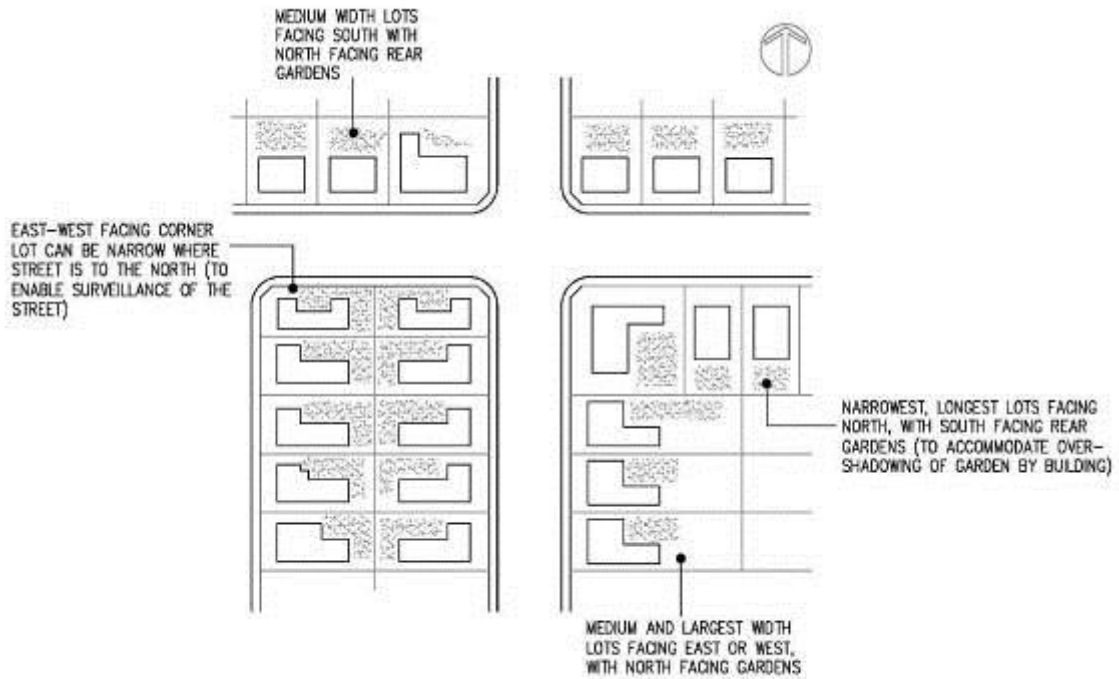 MEDIUM WIDTH LOTS
FACING SOUTH WITH
NORTH FACING REAR
GARDENS
EAST-WEST FACING CORNER
LOT CAN BE NARROW WHERE
STREET IS TO THE NORTH (TO
ENABLE SURVEILLANCE OF THE
STREET)
NARROWEST, LONGEST LOTS FACING
NORTH, WITH SOUTH FACING REAR
GARDENS (TO ACCOMMODATE OVER-
SHADOWING OF GARDEN BY BUILDING)
MEDIUM AND LARGEST WIDTH
LOTS FACING EAST OR WEST,
WITH NORTH FACING GARDENS